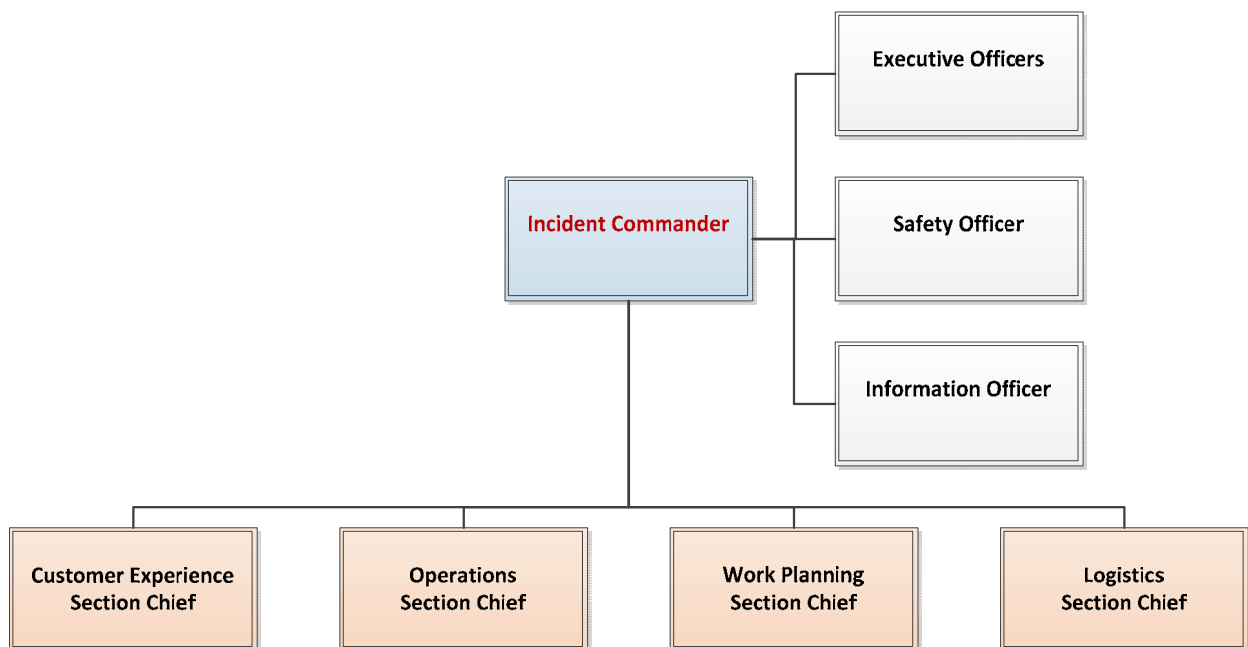 Executive Officers
Incident Commander
Safety Officer
Information Officer
Customer Experience
Section Chief
Operations
Section Chief
Work Planning
Section Chief
Logistics
Section Chief